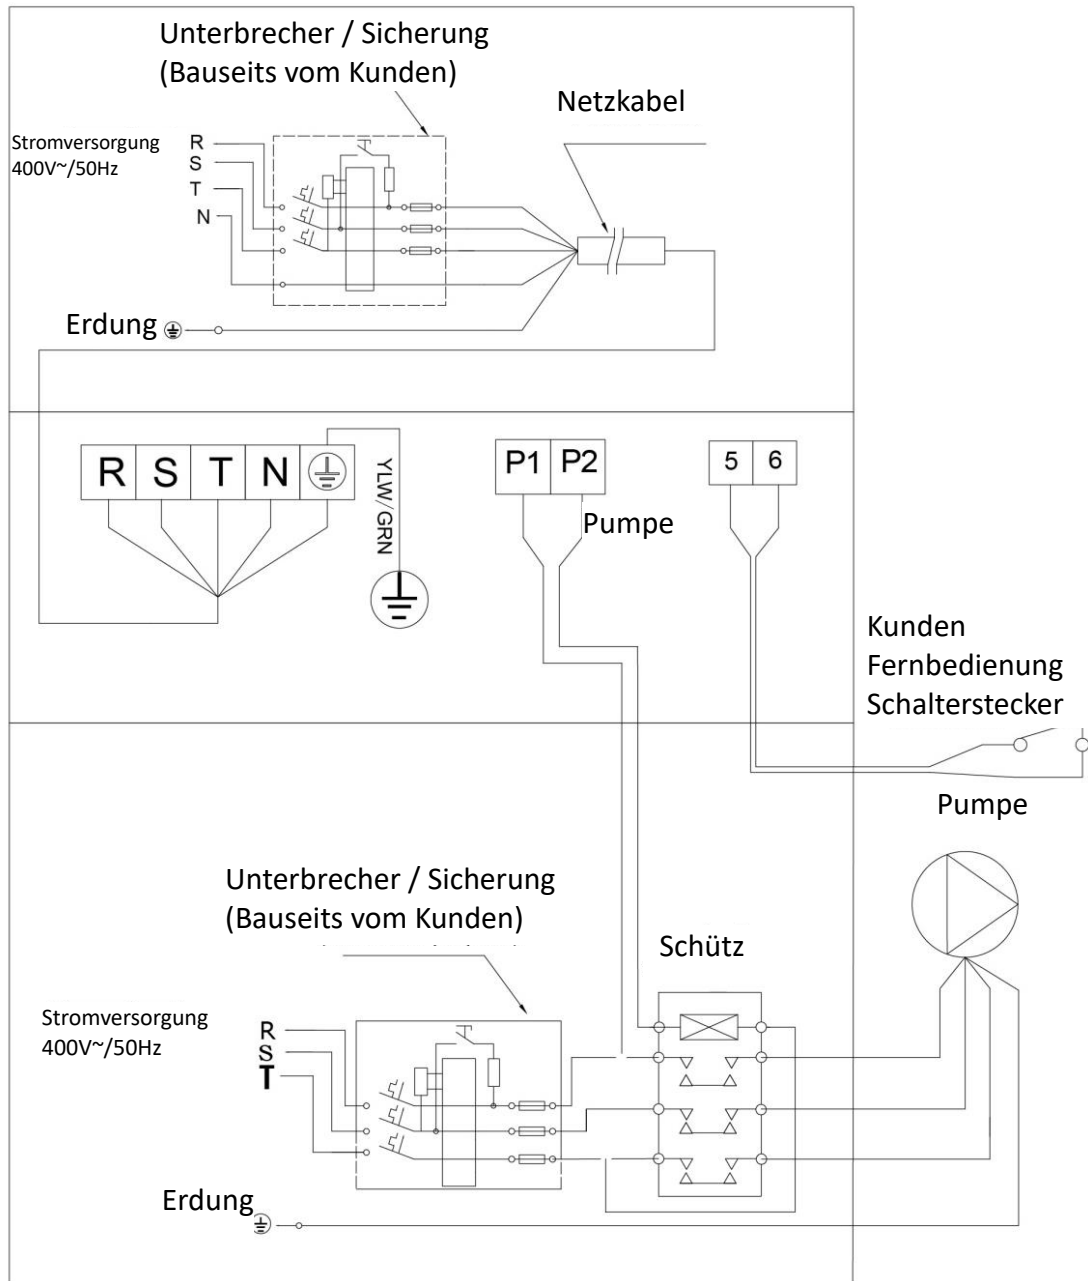 Unterbrecher / Sicherung
(Bauseits vom Kunden)
Netzkabel
Stromversorgung
400V~/50Hz
R
S
T
N
Erdung
R S T N
YLW/GRN
P1 P2
Pumpe
5 6
Kunden
Fernbedienung
Schalterstecker
Pumpe
Unterbrecher / Sicherung
(Bauseits vom Kunden)
Schütz
Stromversorgung
400V~/50Hz
R
S
T
Erdung